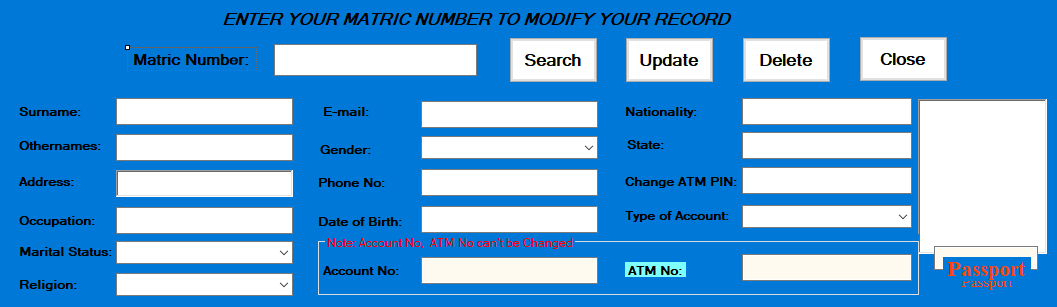 ENTER YOUR MATRIC NUMBER TO MODIFY YOUR RECORD
Matric Number:
Search
Update
Delete
Close
Surname:
E-mail:
Nationality:
Othernames:
Gender:
State:
Address:
Phone No:
Change ATM PIN:
Occupation:
Date of Birth:
Type of Account:
Marital Status:
Note: Account No, ATM No can't be Changed
Religion:
Account No:
ATM No:
Passport
Passport